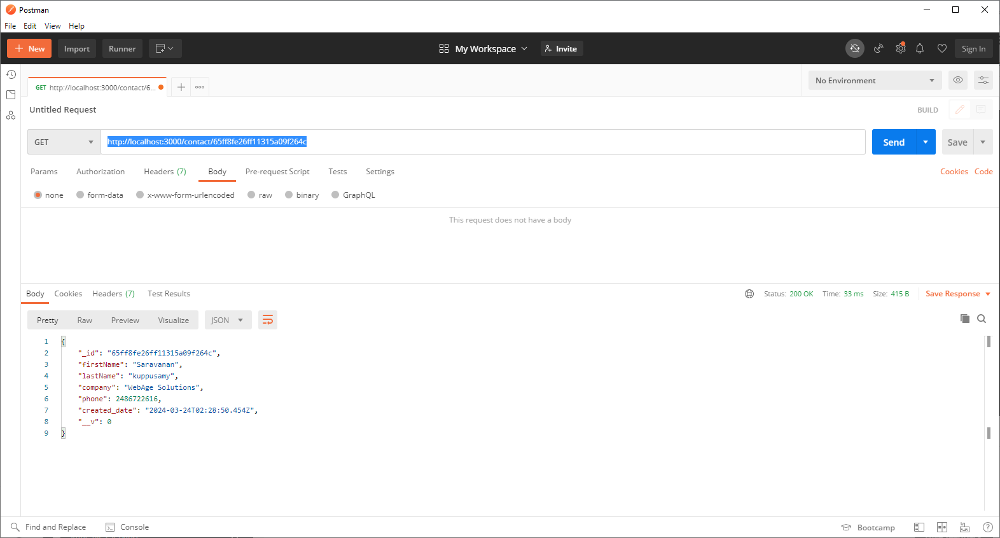 Postman
File Edit View Help
New Import Runner My Workspace Invite Sign In
GET http://localhost:3000/contact/6... No Environment
Untitled Request BUILD
GET http://localhost:3000/contact/65ff8fe26ff11315a09f264c Send Save
Params Authorization Headers (7) Body Pre-request Script Tests Settings Cookies Code
none form-data x-www-form-urlencoded raw binary GraphQL
This request does not have a body
Body Cookies Headers (7) Test Results Status: 200 OK Time: 33 ms Size: 415 B Save Response
Pretty Raw Preview Visualize JSON
1 {
2 "_id": "65ff8fe26ff11315a09f264c",
3 "firstName": "Saravanan",
4 "lastName": "kuppusamy",
5 "company": "WebAge Solutions",
6 "phone": 2486722616,
7 "created_date": "2024-03-24T02:28:50.454Z",
8 "__v": 0
9 }
Find and Replace Console Bootcamp